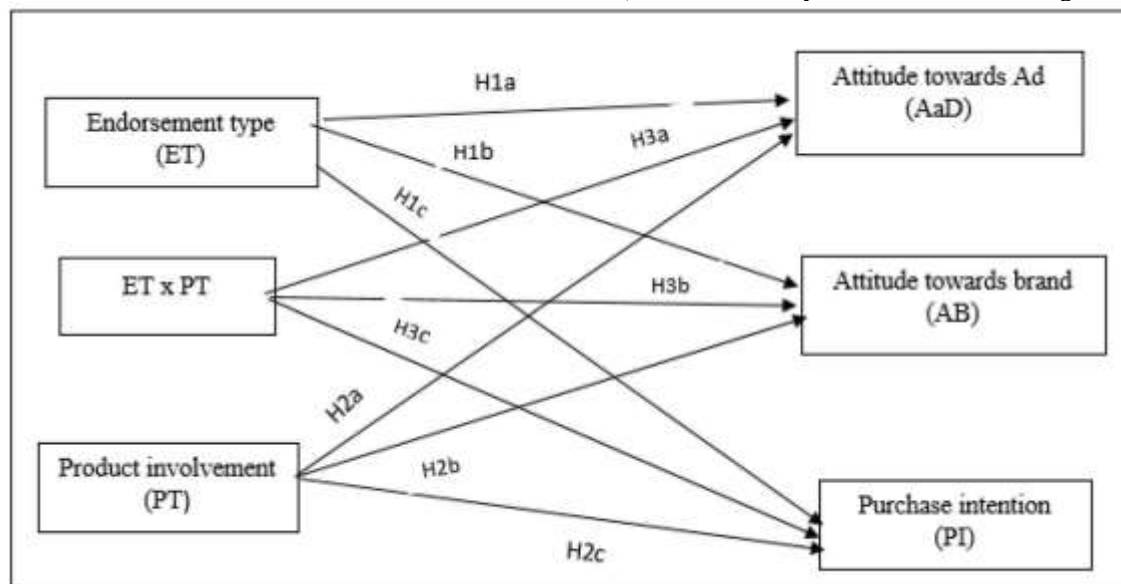 H1a
Attitude towards Ad
(AaD)
Endorsement type
(ET)
H3a
H1b
H1c
ET x PT
H3b
Attitude towards brand
(AB)
H3c
H2a
Product involvement
(PT)
H2b
Purchase intention
(PI)
H2c